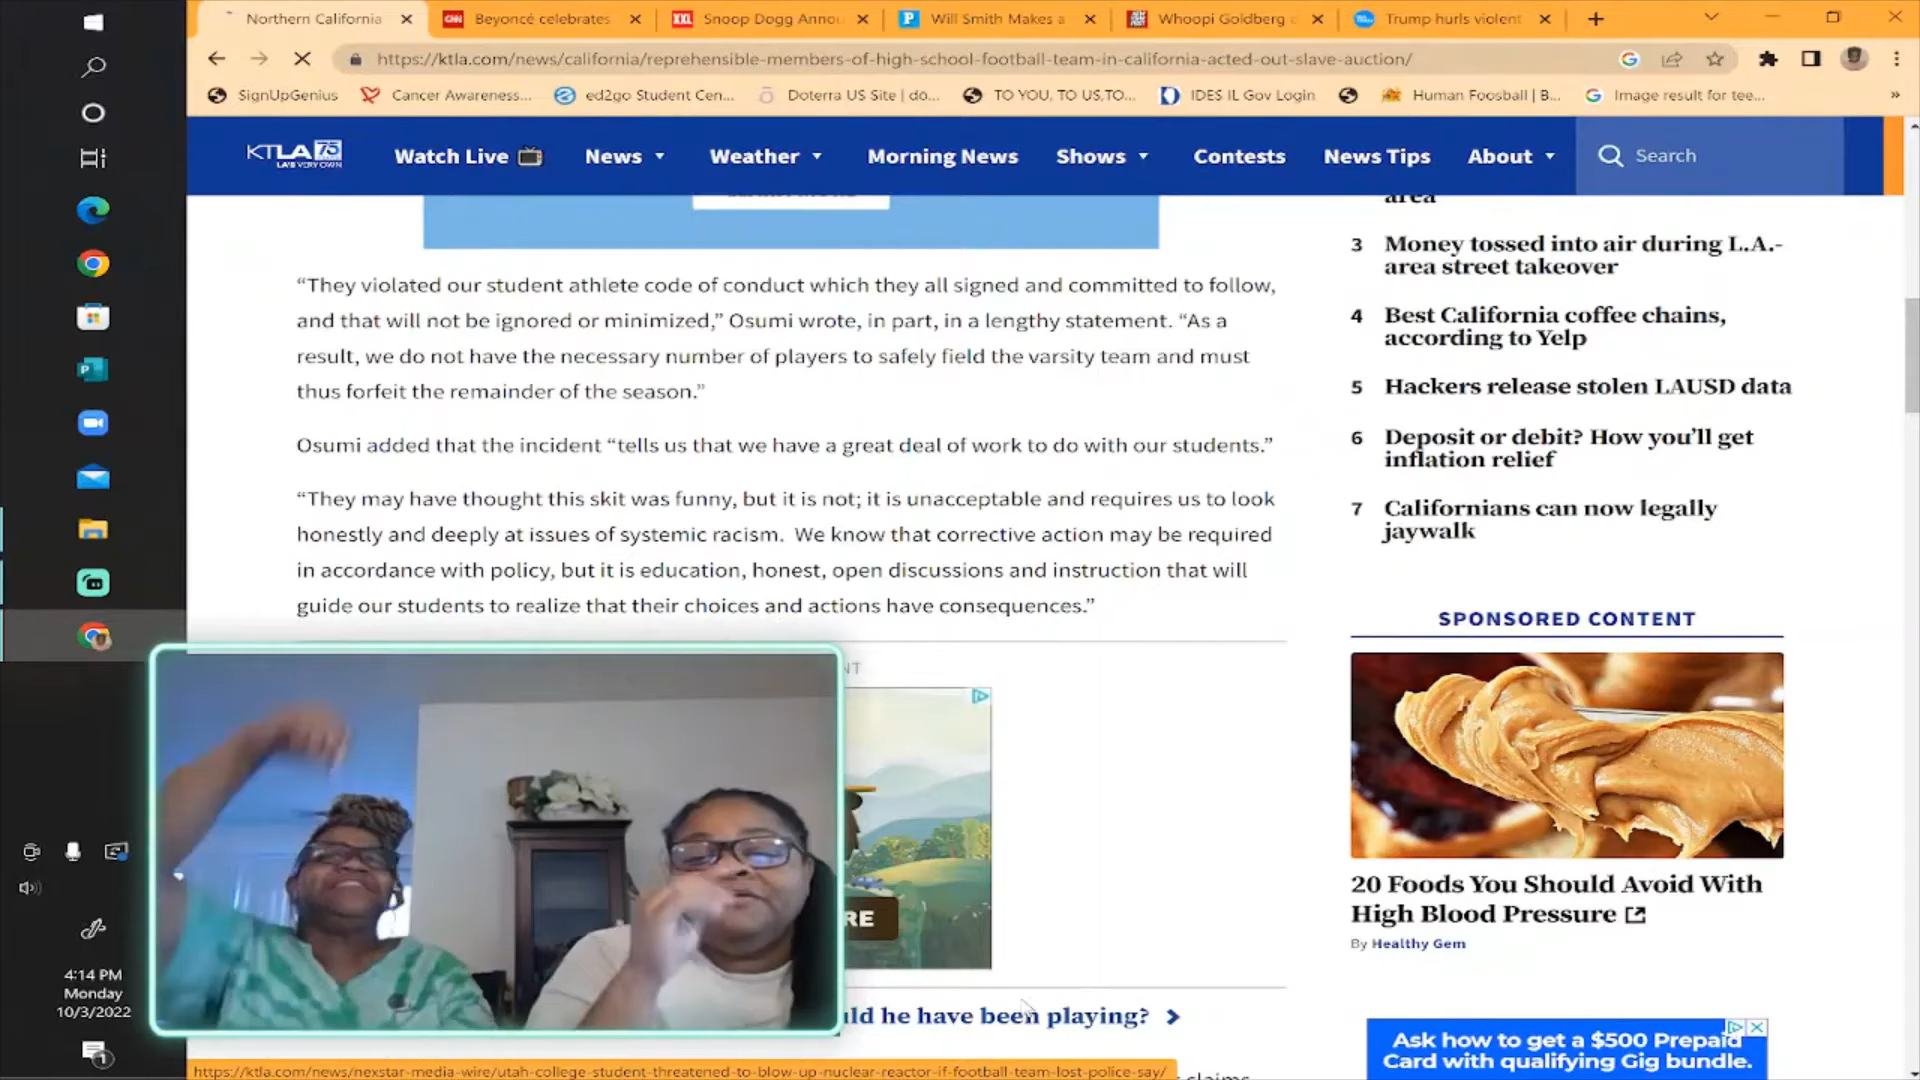 Northern California
Beyoncé celebrates
XXL
Snoop Dogg Annou
Will Smith Makes a
Whoopi Goldberg
Trump hurls violent
https://ktla.com/news/california/reprehensible-members-of-high-school-football-team-in-california-acted-out-slave-auction/
SignUpGenius
Cancer Awareness...
ed2go Student Cen...
Doterra US Site | dō...
TO YOU, TO US,TO...
IDES IL Gov Login
Human Foosball | B...
Image result for tee...
KTLA 75
LA'S VERY OWN
Watch Live
News
Weather
Morning News
Shows
Contests
News Tips
About
Search
“They violated our student athlete code of conduct which they all signed and committed to follow,
and that will not be ignored or minimized,” Osumi wrote, in part, in a lengthy statement. “As a
result, we do not have the necessary number of players to safely field the varsity team and must
thus forfeit the remainder of the season.”
Osumi added that the incident “tells us that we have a great deal of work to do with our students.”
“They may have thought this skit was funny, but it is not; it is unacceptable and requires us to look
honestly and deeply at issues of systemic racism.  We know that corrective action may be required
in accordance with policy, but it is education, honest, open discussions and instruction that will
guide our students to realize that their choices and actions have consequences.”
NT
RE
uld he have been playing?
claims
https://ktla.com/news/nexstar-media-wire/utah-college-student-threatened-to-blow-up-nuclear-reactor-if-football-team-lost-police-say/
area
3 Money tossed into air during L.A.-
area street takeover
4 Best California coffee chains,
according to Yelp
5 Hackers release stolen LAUSD data
6 Deposit or debit? How you’ll get
inflation relief
7 Californians can now legally
jaywalk
SPONSORED CONTENT
20 Foods You Should Avoid With
High Blood Pressure
By Healthy Gem
Ask how to get a $500 Prepaid
Card with qualifying Gig bundle.
4:14 PM
Monday
10/3/2022
1